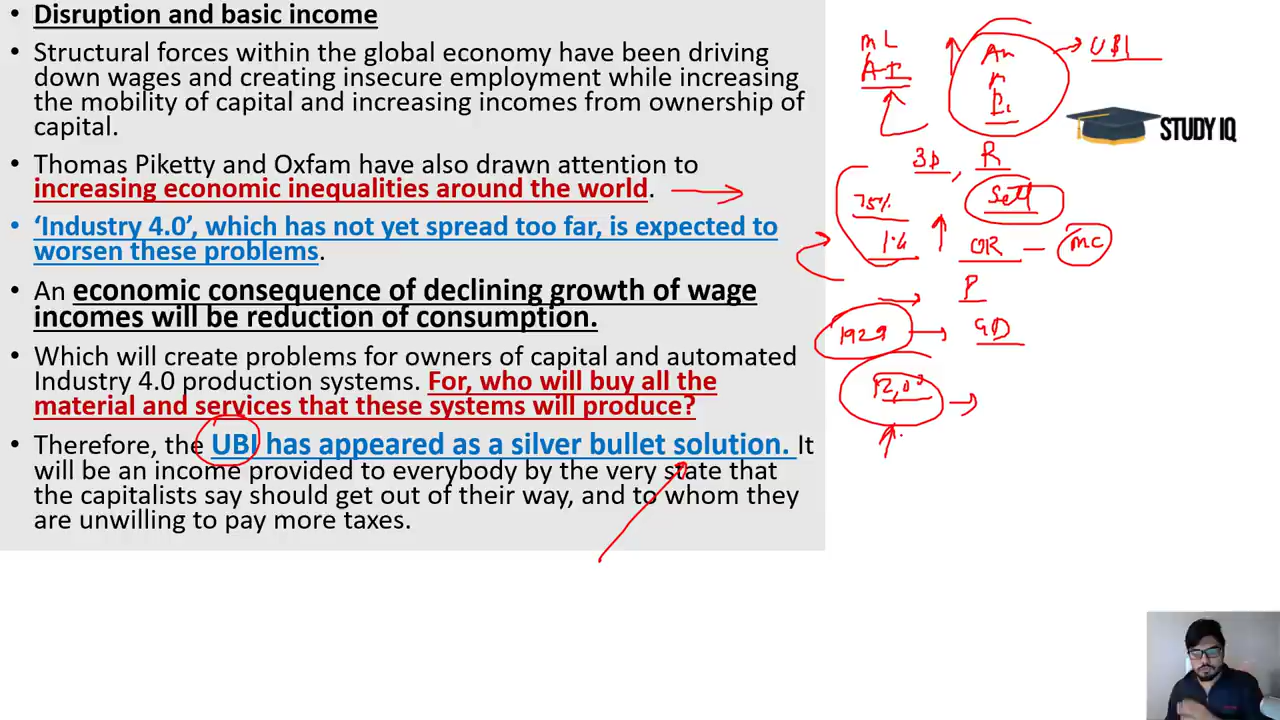 • Disruption and basic income
• Structural forces within the global economy have been driving
down wages and creating insecure employment while increasing
the mobility of capital and increasing incomes from ownership of
capital.
• Thomas Piketty and Oxfam have also drawn attention to
increasing economic inequalities around the world.
• ‘Industry 4.0’, which has not yet spread too far, is expected to
worsen these problems.
• An economic consequence of declining growth of wage
incomes will be reduction of consumption.
• Which will create problems for owners of capital and automated
Industry 4.0 production systems. For, who will buy all the
material and services that these systems will produce?
• Therefore, the UBI has appeared as a silver bullet solution. It
will be an income provided to everybody by the very state that
the capitalists say should get out of their way, and to whom they
are unwilling to pay more taxes.
mL
UBI
STUDY IQ
3D, R
75%
OR - mc
P
1929
GD